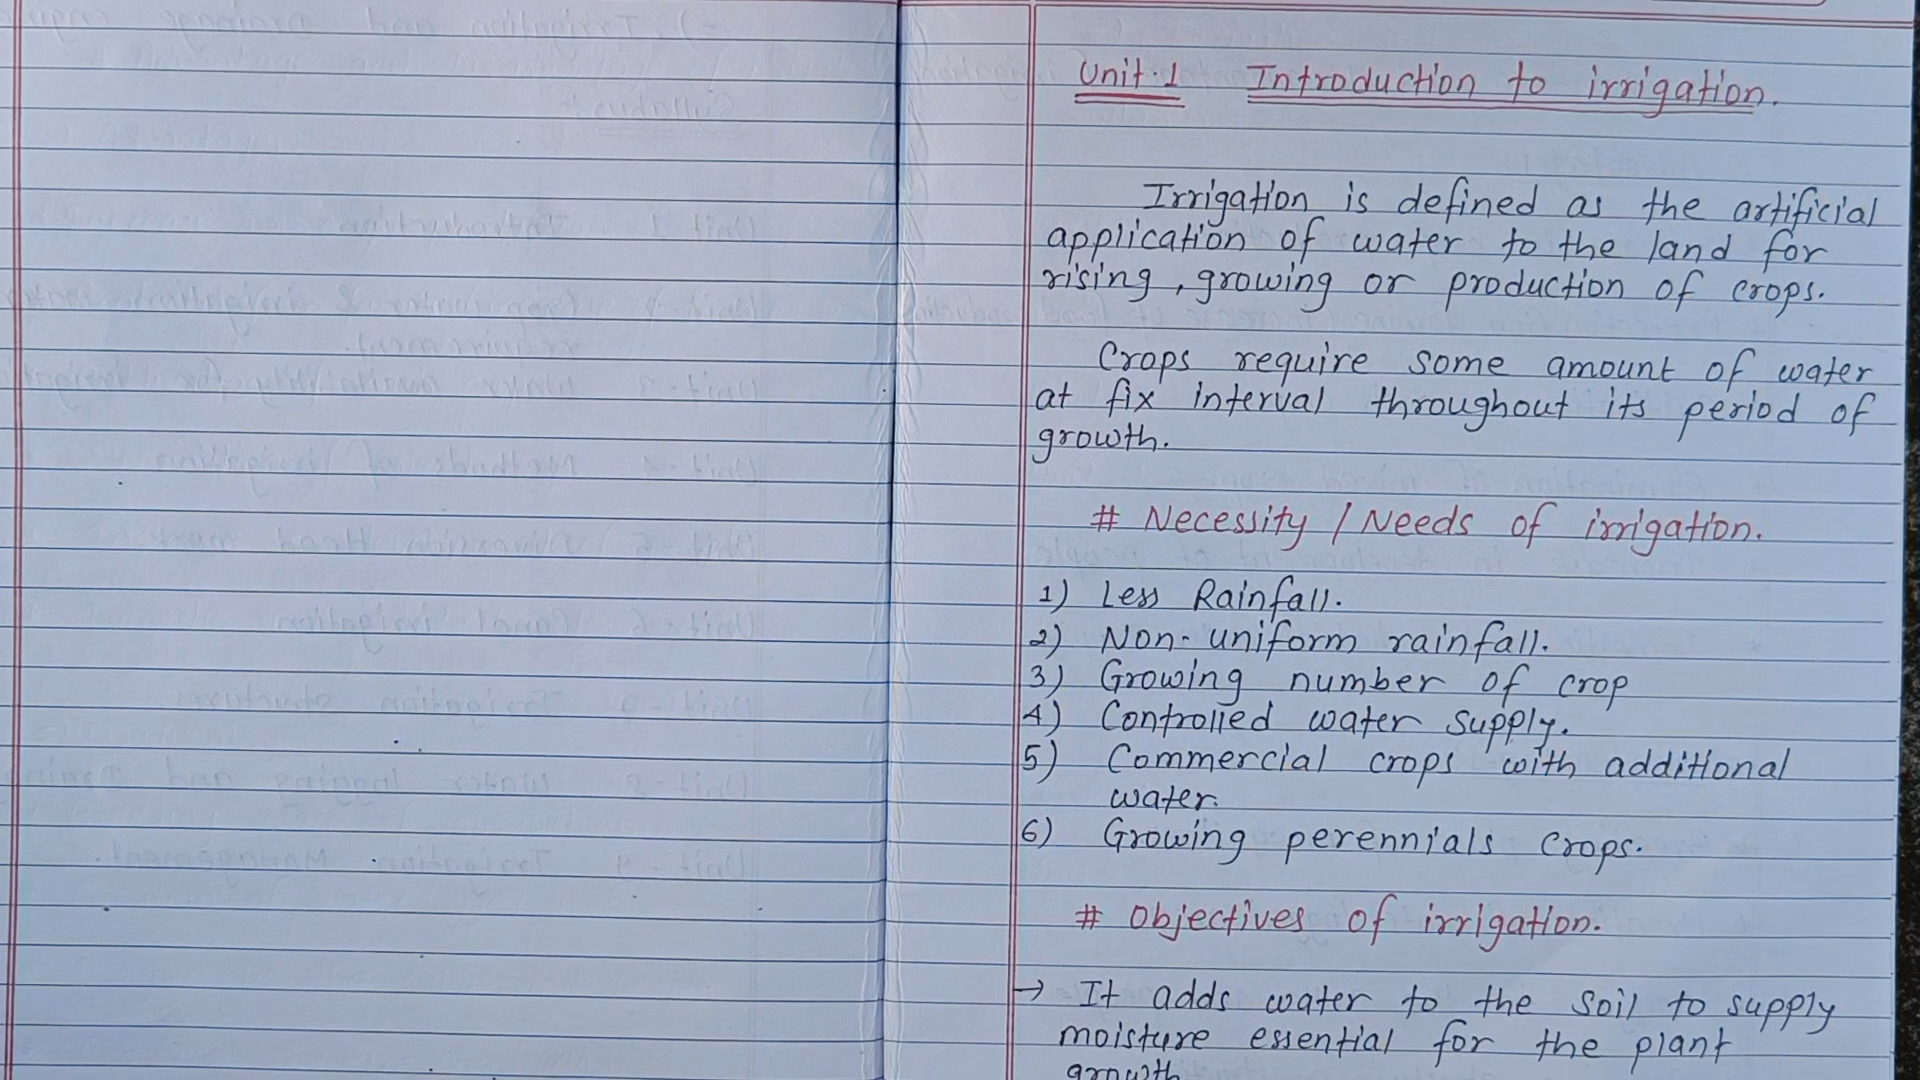 Unit-1 Introduction to irrigation.
Irrigation is defined as the artificial
application of water to the land for
rising, growing or production of crops.
Crops require some amount of water
at fix interval throughout its period of
growth.
# Necessity / Needs of irrigation.
1) Less Rainfall.
2) Non-uniform rainfall.
3) Growing number of crop
4) Controlled water supply.
5) Commercial crops with additional
water.
6) Growing perennials crops.
# Objectives of irrigation.
→ It adds water to the soil to supply
moisture essential for the plant
growth